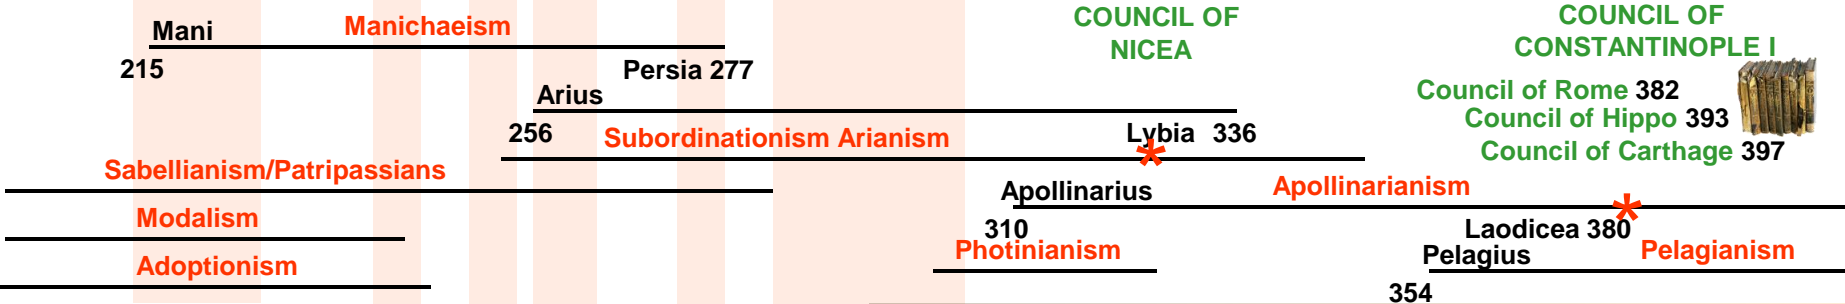 Mani
Manichaeism
215
Persia 277
COUNCIL OF
NICEA
COUNCIL OF
CONSTANTINOPLE I
Council of Rome 382
Council of Hippo 393
Council of Carthage 397
Arius
256
Subordinationism Arianism
Lybia 336
*
Sabellianism/Patripassians
Apollinarius
Apollinarianism
*
310
Laodicea 380
Modalism
Photinianism
Pelagius
Pelagianism
354
Adoptionism